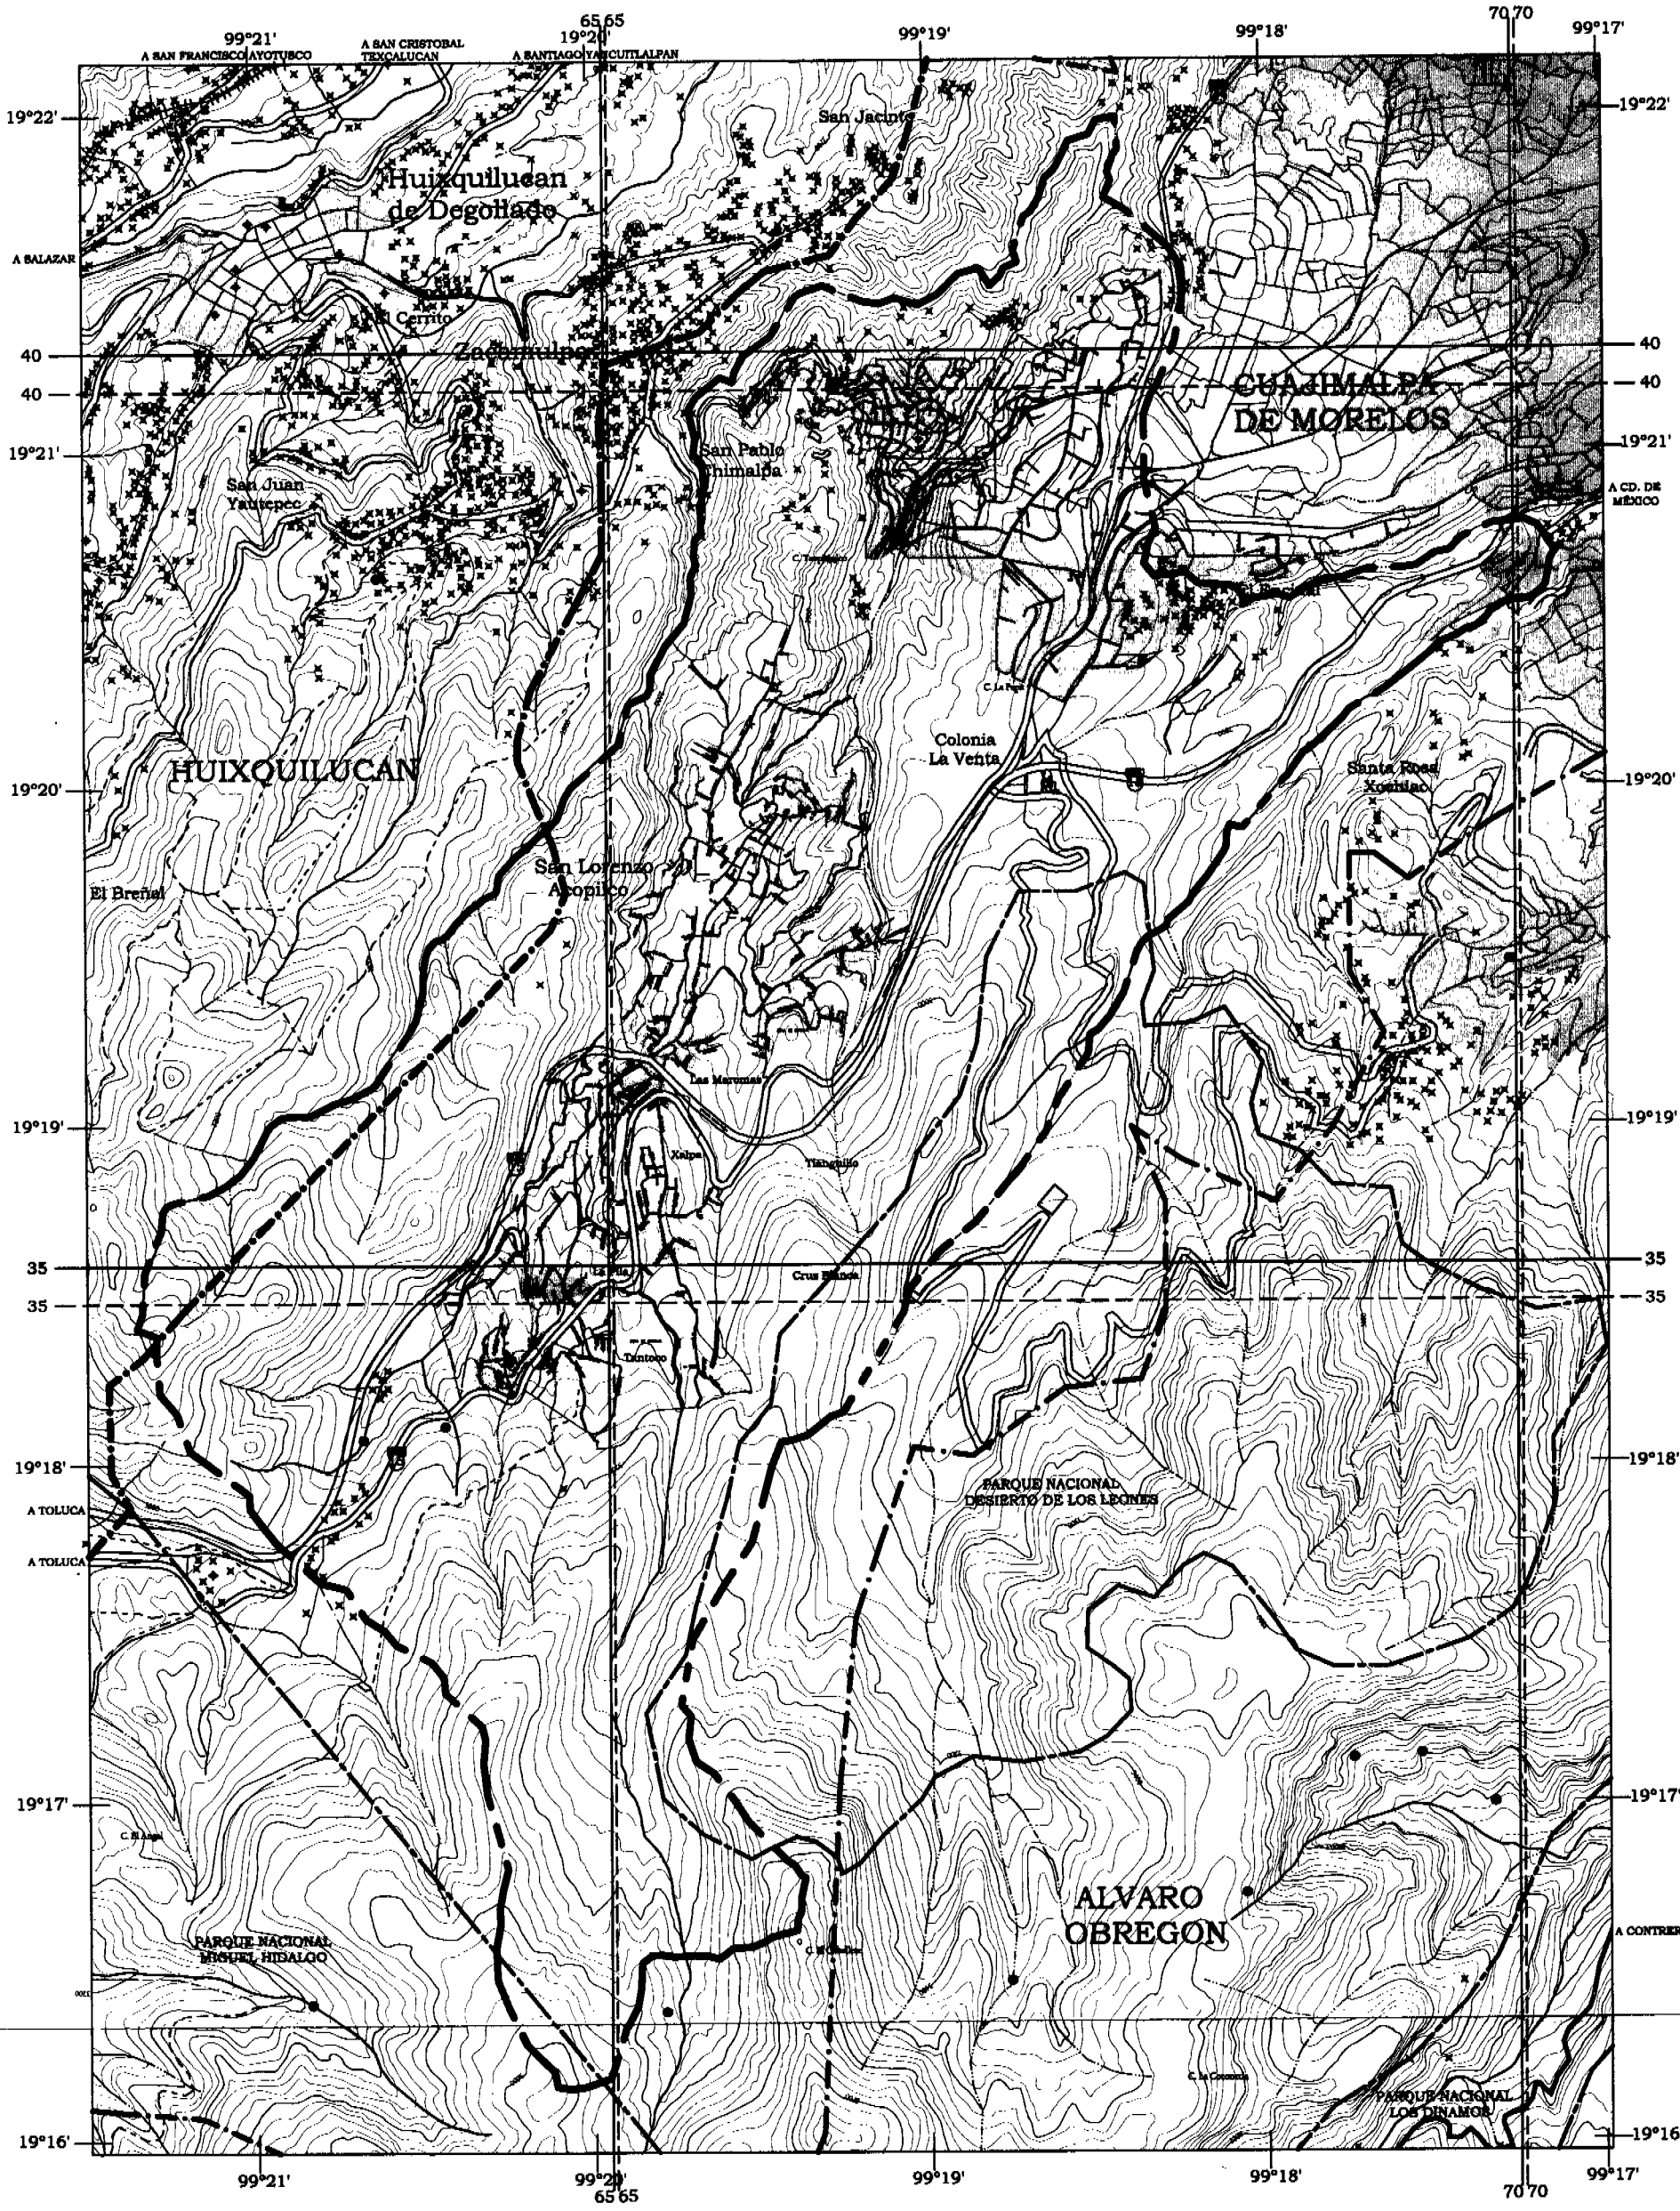 65 65
70 70
99°21'
19°20'
99°19'
99°18'
99°17'
A SAN FRANCISCO AYOTUSCO
A SAN CRISTOBAL
TEXCALUCAN
A SANTIAGO YANCUITLALPAN
19°22'
San Jacinto
19°22'
Huixquilucan
de Degollado
A SALAZAR
El Cerrito
40
Zacamulpa
40
40
40
CUAJIMALPA
DE MORELOS
19°21'
19°21'
San Pablo
Chimalpa
San Juan
Yautepec
A CD. DE
MÉXICO
Colonia
La Venta
HUIXQUILUCAN
Santa Rosa
Xochiac
19°20'
19°20'
San Lorenzo
Acopilco
El Breñal
Las Maromas
19°19'
19°19'
Xalpa
Tianguillo
35
35
Cruz Blanca
35
35
Tantoco
19°18'
19°18'
PARQUE NACIONAL
DESIERTO DE LOS LEONES
A TOLUCA
A TOLUCA
19°17'
19°17'
C. El Angel
ALVARO
OBREGON
PARQUE NACIONAL
MIGUEL HIDALGO
A CONTRER
3300
C. La Coconetla
PARQUE NACIONAL
LOS DINAMOS
19°16'
19°16
99°21'
99°20'
99°19'
99°18'
99°17'
65 65
70 70